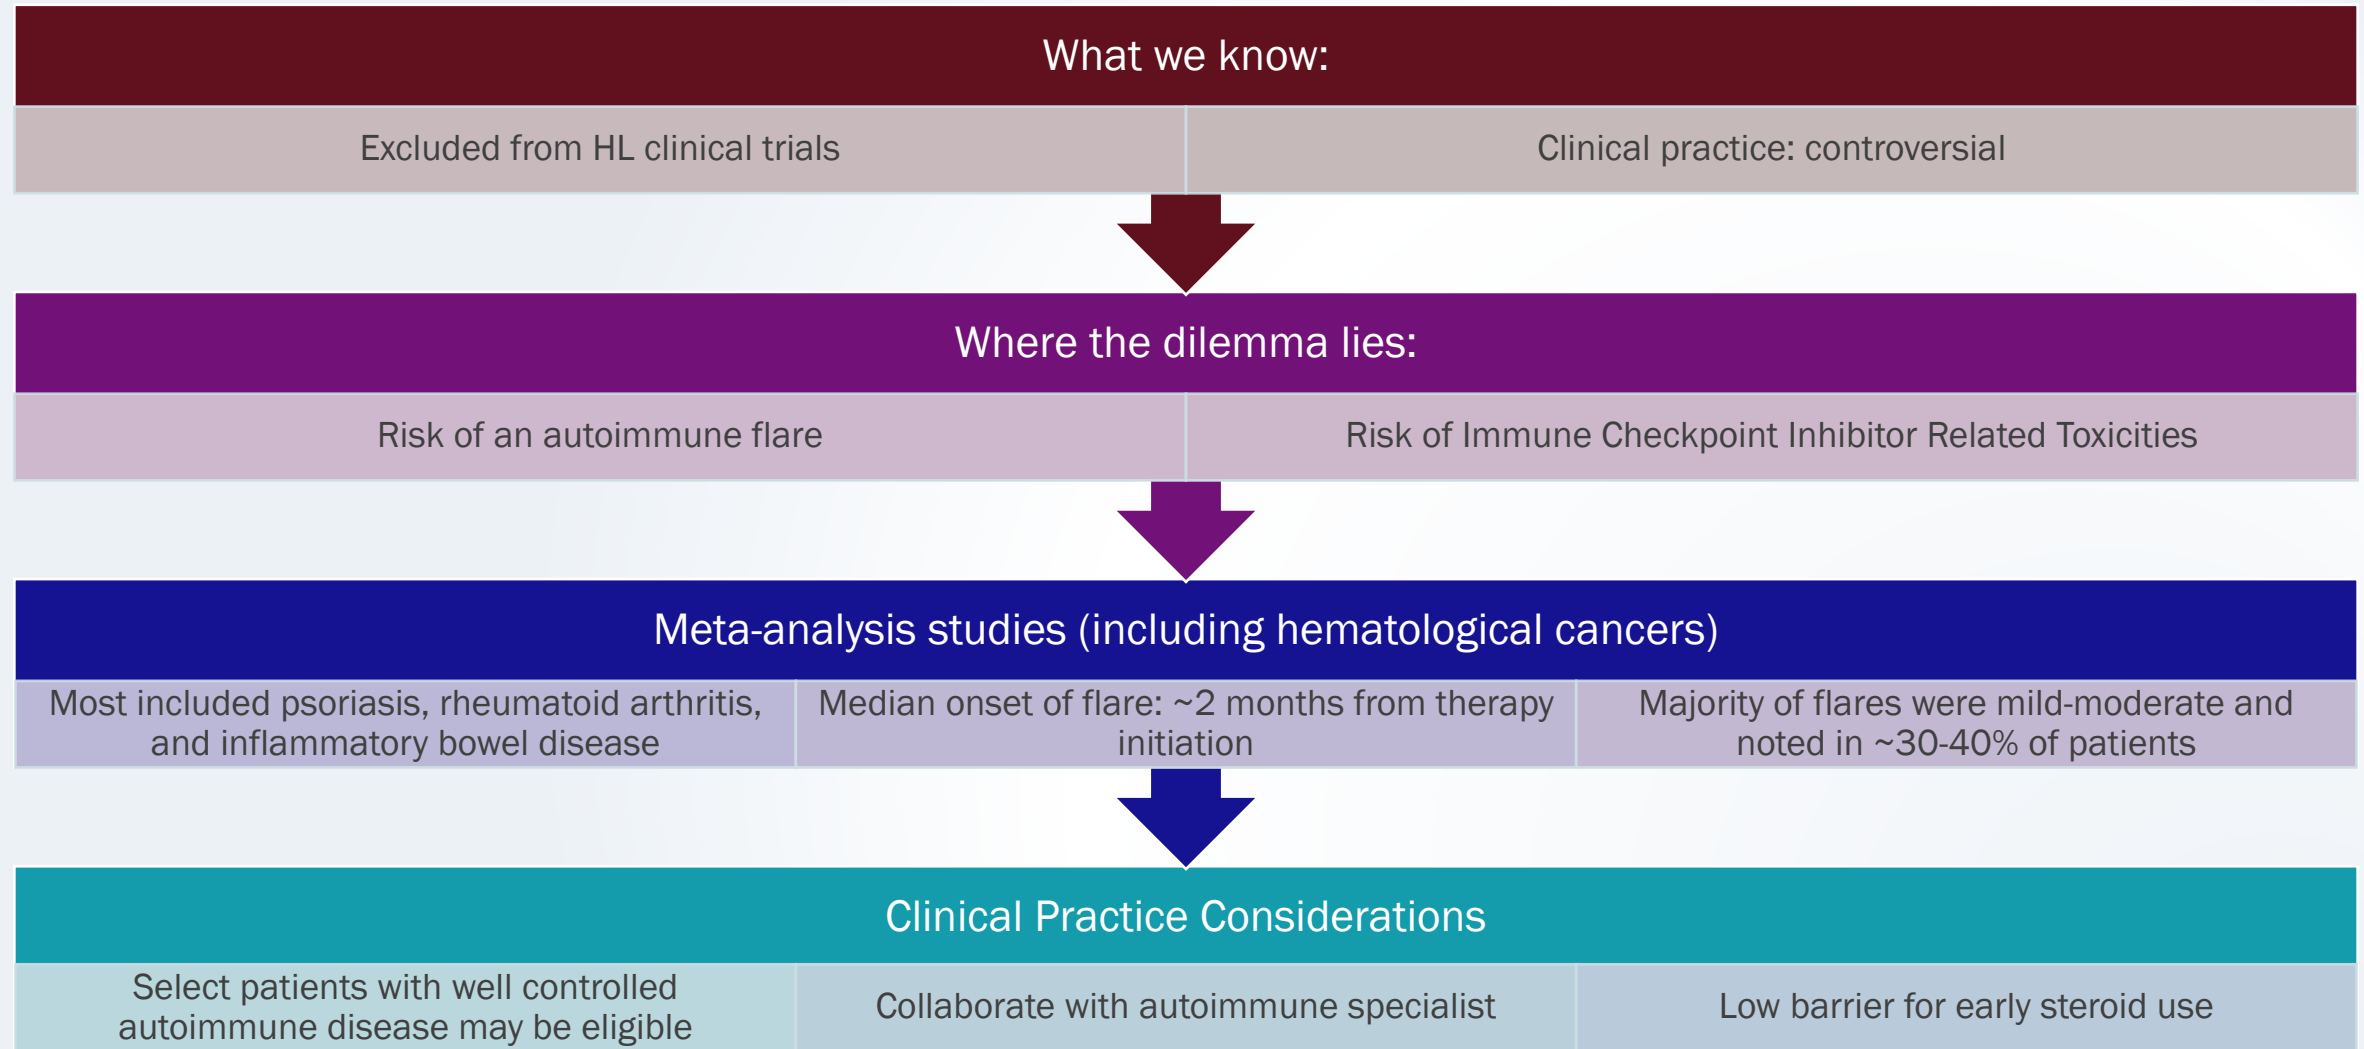 What we know:
Excluded from HL clinical trials
Clinical practice: controversial
Where the dilemma lies:
Risk of an autoimmune flare
Risk of Immune Checkpoint Inhibitor Related Toxicities
Meta-analysis studies (including hematological cancers)
Most included psoriasis, rheumatoid arthritis,
and inflammatory bowel disease
Median onset of flare: ~2 months from therapy
initiation
Majority of flares were mild-moderate and
noted in ~30-40% of patients
Clinical Practice Considerations
Select patients with well controlled
autoimmune disease may be eligible
Collaborate with autoimmune specialist
Low barrier for early steroid use